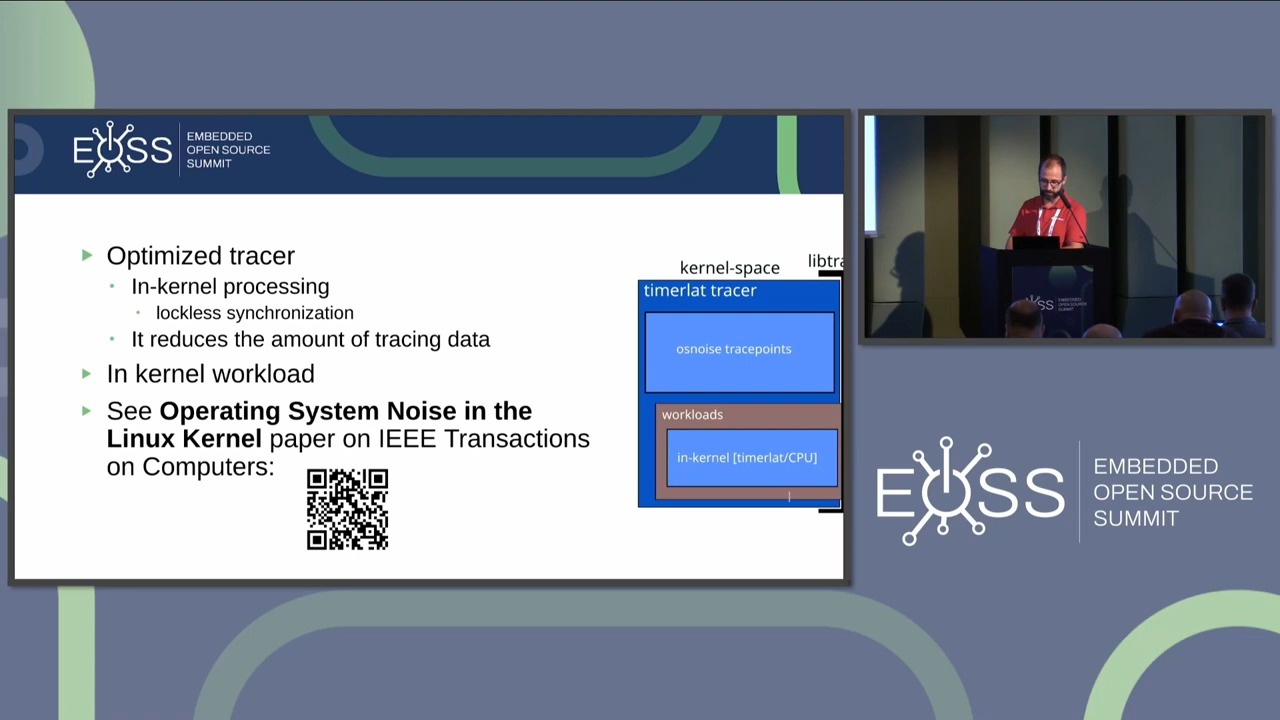 EOSS
EMBEDDED
OPEN SOURCE
SUMMIT
Optimized tracer
In-kernel processing
lockless synchronization
It reduces the amount of tracing data
In kernel workload
See Operating System Noise in the
Linux Kernel paper on IEEE Transactions
on Computers:
kernel-space
libtra
timerlat tracer
osnoise tracepoints
workloads
in-kernel [timerlat/CPU]
EOSS
EMBEDDED
OPEN SOURCE
SUMMIT